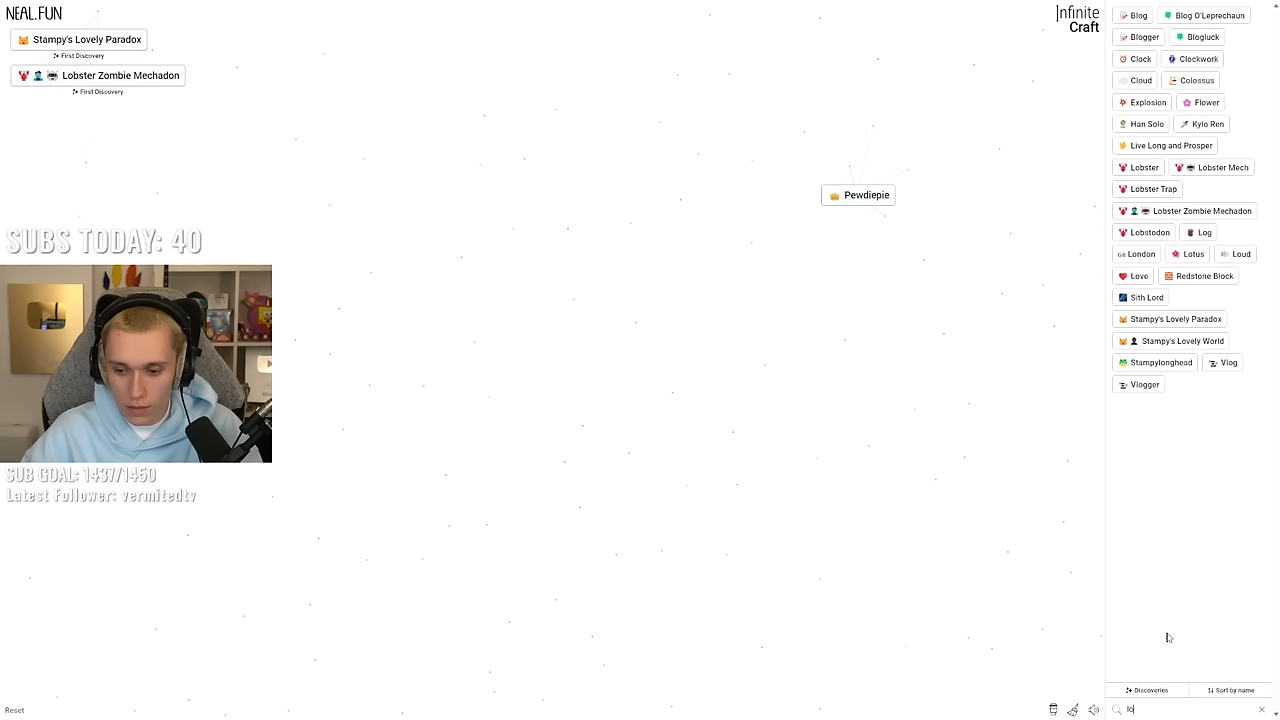 NEAL.FUN
Infinite
Craft
Stampy's Lovely Paradox
First Discovery
Lobster Zombie Mechadon
First Discovery
Pewdiepie
SUBS TODAY: 40
SUB GOAL: 1437/1450
Latest Follower: vermitedtv
Reset
Blog
Blog O'Leprechaun
Blogger
Blogluck
Clock
Clockwork
Cloud
Colossus
Explosion
Flower
Han Solo
Kylo Ren
Live Long and Prosper
Lobster
Lobster Mech
Lobster Trap
Lobster Zombie Mechadon
Lobstodon
Log
GB London
Lotus
Loud
Love
Redstone Block
Sith Lord
Stampy's Lovely Paradox
Stampy's Lovely World
Stampylonghead
Vlog
Vlogger
Discoveries
Sort by name
lo